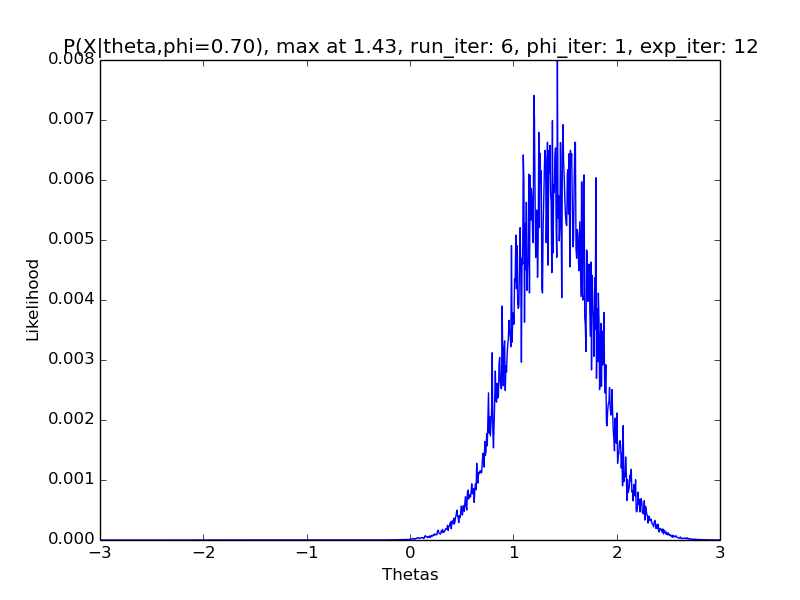 P(X|theta,phi=0.70), max at 1.43, run_iter: 6, phi_iter: 1, exp_iter: 12
0.008
0.007
0.006
0.005
0.004
0.003
0.002
0.001
0.000
Likelihood
−3 −2 −1 0 1 2 3
Thetas